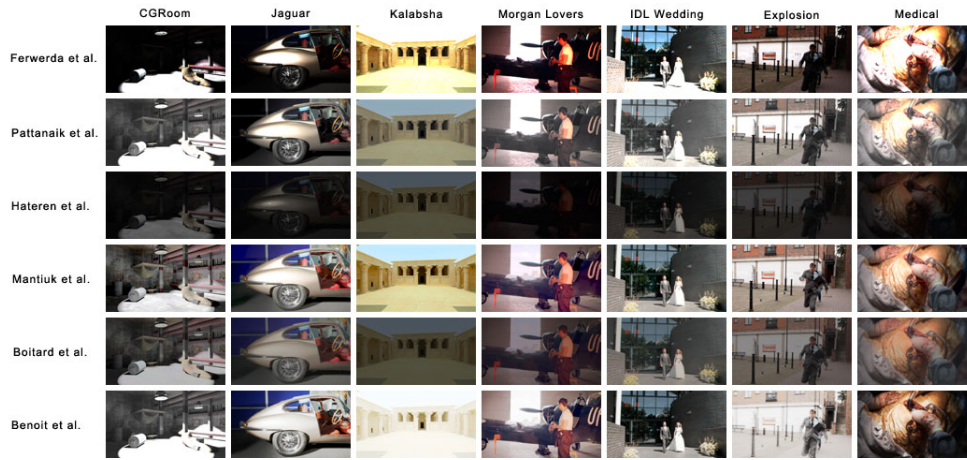 CGRoom Jaguar Kalabsha Morgan Lovers IDL Wedding Explosion Medical
Ferwerda et al.
Pattanaik et al.
Hateren et al.
Mantiuk et al.
Boitard et al.
Benoit et al.